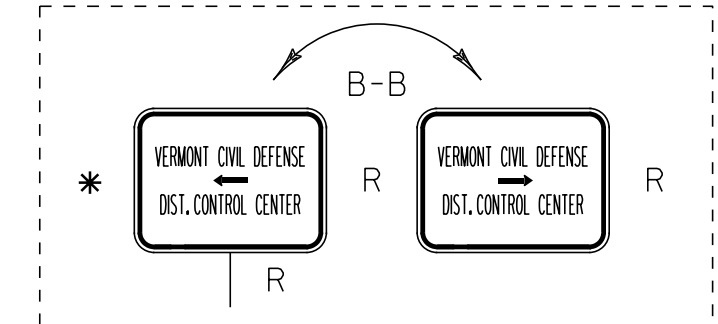 B-B
VERMONT CIVIL DEFENSE
←
DIST. CONTROL CENTER
R
VERMONT CIVIL DEFENSE
→
DIST. CONTROL CENTER
R
*
R